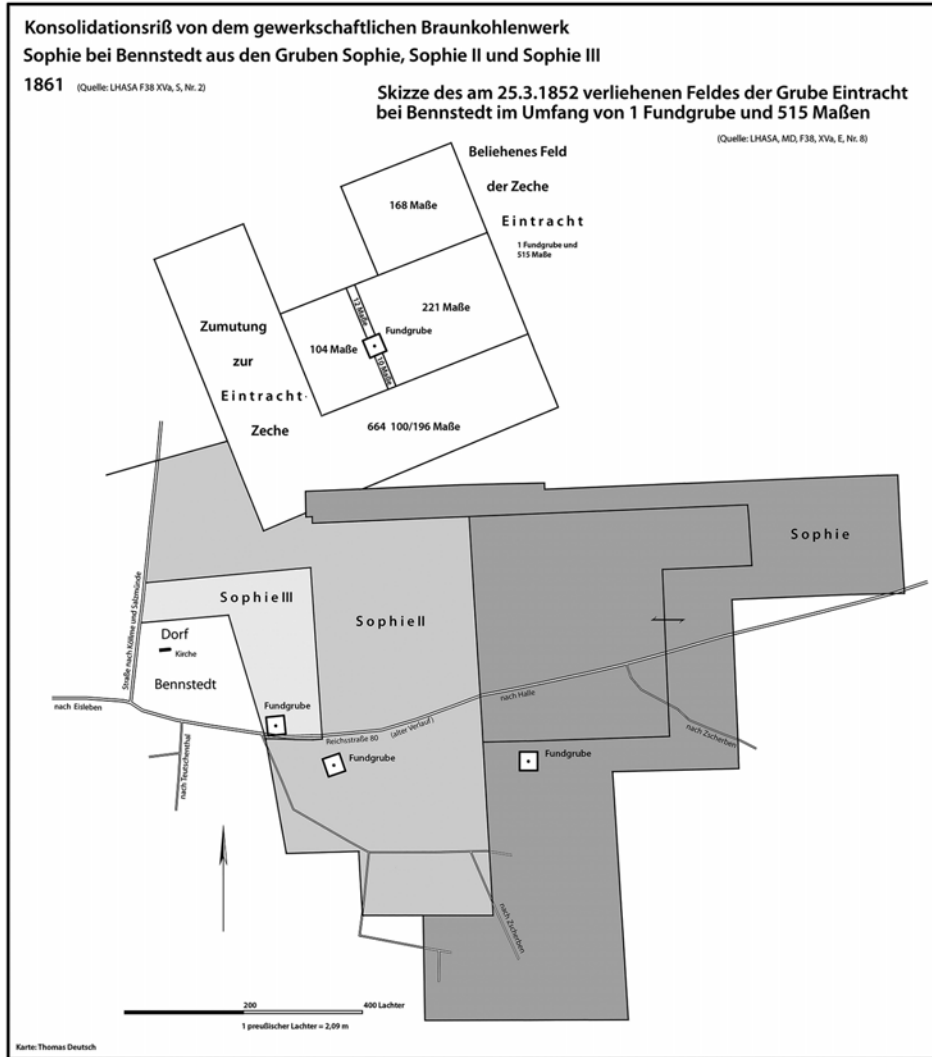 Konsolidationsriß von dem gewerkschaftlichen Braunkohlenwerk
Sophie bei Bennstedt aus den Gruben Sophie, Sophie II und Sophie III
1861 (Quelle: LHASA F38 XVa, S, Nr. 2)
Skizze des am 25.3.1852 verliehenen Feldes der Grube Eintracht
bei Bennstedt im Umfang von 1 Fundgrube und 515 Maßen
(Quelle: LHASA, MD, F38, XVa, E, Nr. 8)
Beliehenes Feld
der Zeche
Eintracht
1 Fundgrube und
515 Maße
168 Maße
221 Maße
12 Maße
Fundgrube
104 Maße
10 Maße
Zumutung
zur
Eintracht-
Zeche
664 100/196 Maße
Sophie
Sophie III
Sophie II
Straße nach Köllme und Salzmünde
Dorf
Kirche
Bennstedt
nach Eisleben
nach Teutschenthal
Fundgrube
Reichsstraße 80
(alter Verlauf)
nach Halle
nach Zscherben
Fundgrube
Fundgrube
nach Zscherben
200
400 Lachter
1 preußischer Lachter = 2,09 m
Karte: Thomas Deutsch